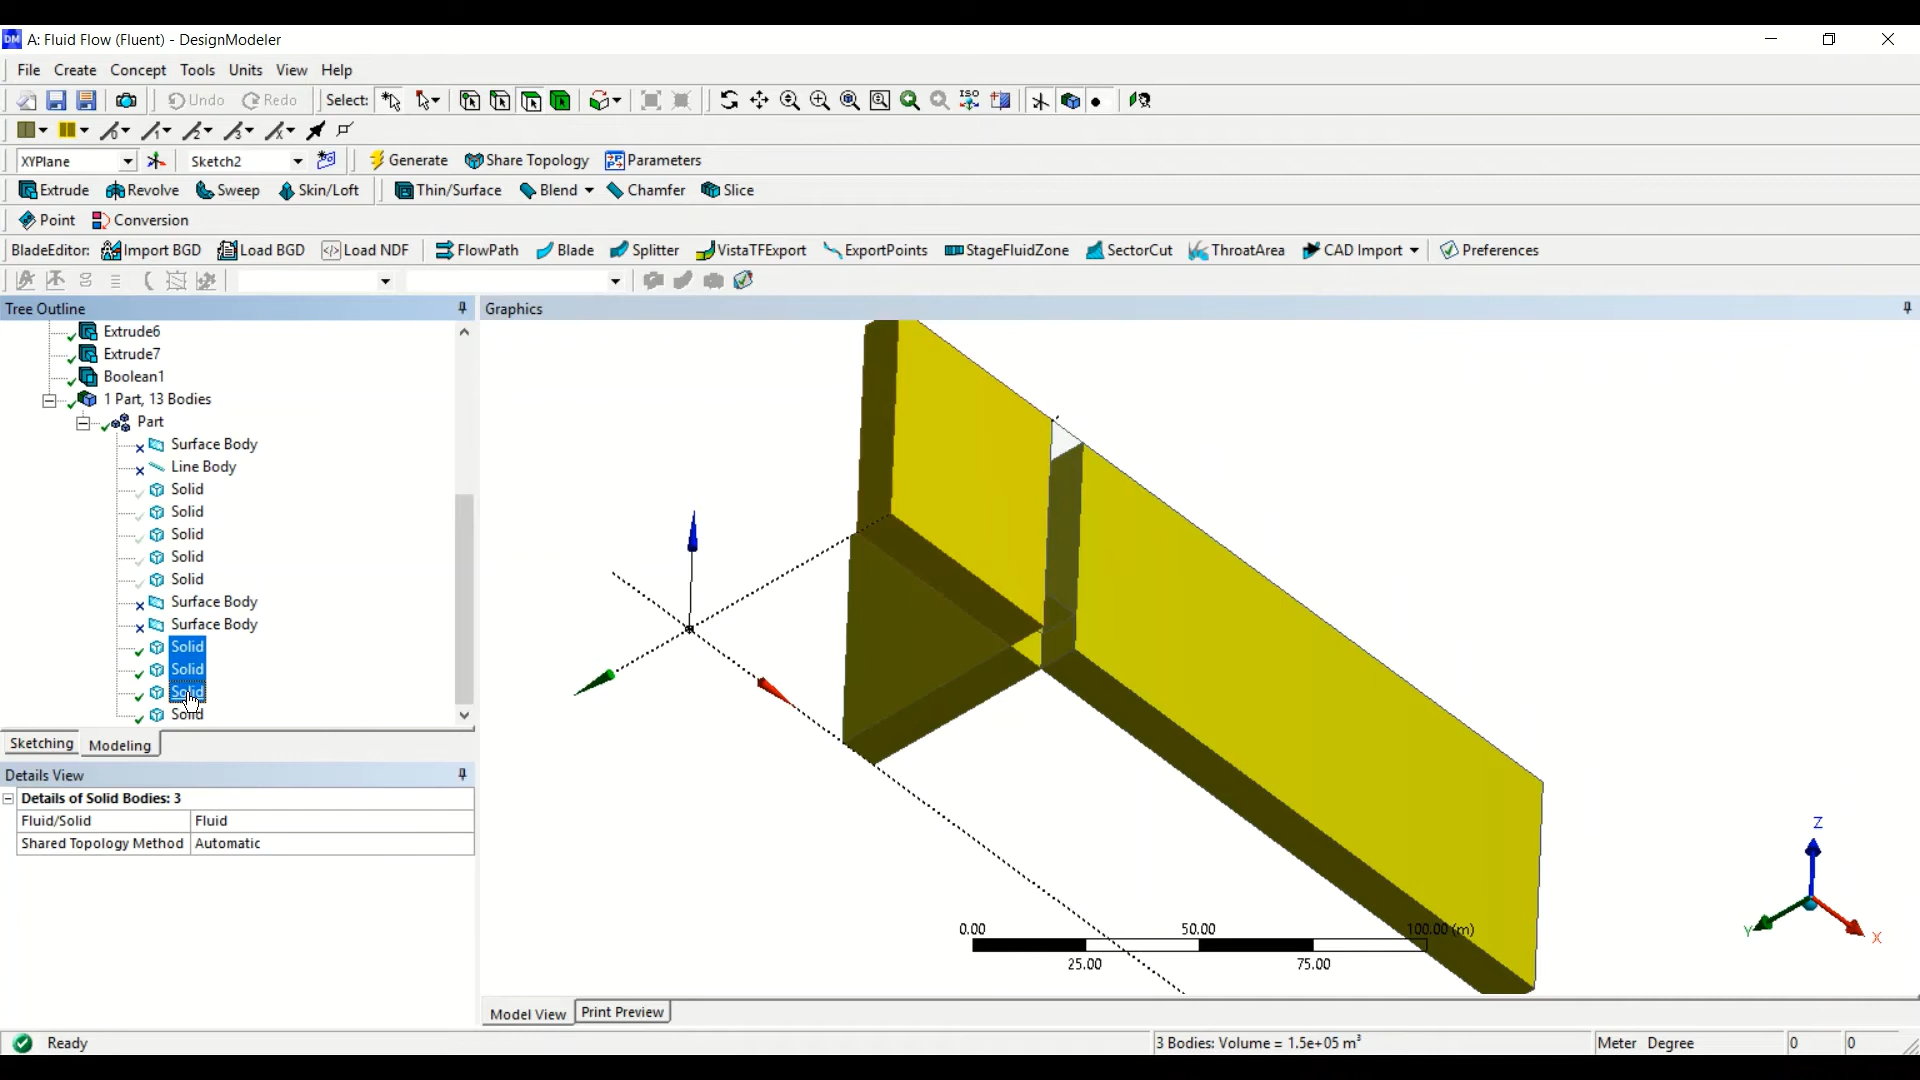 DM A: Fluid Flow (Fluent) - DesignModeler
File Create Concept Tools Units View Help
Undo Redo Select: ISO
XYPlane Sketch2 Generate Share Topology Parameters
Extrude Revolve Sweep Skin/Loft Thin/Surface Blend Chamfer Slice
Point Conversion
BladeEditor: Import BGD Load BGD Load NDF FlowPath Blade Splitter VistaTFExport ExportPoints StageFluidZone SectorCut ThroatArea CAD Import Preferences
Tree Outline
Extrude6
Extrude7
Boolean1
1 Part, 13 Bodies
Part
Surface Body
Line Body
Solid
Solid
Solid
Solid
Solid
Surface Body
Surface Body
Solid
Solid
Solid
Solid
Sketching Modeling
Details View
Details of Solid Bodies: 3
Fluid/Solid Fluid
Shared Topology Method Automatic
Graphics
0.00 50.00 100.00 (m)
25.00 75.00
Z
Y
X
Model View Print Preview
Ready 3 Bodies: Volume = 1.5e+05 m³ Meter Degree 0 0